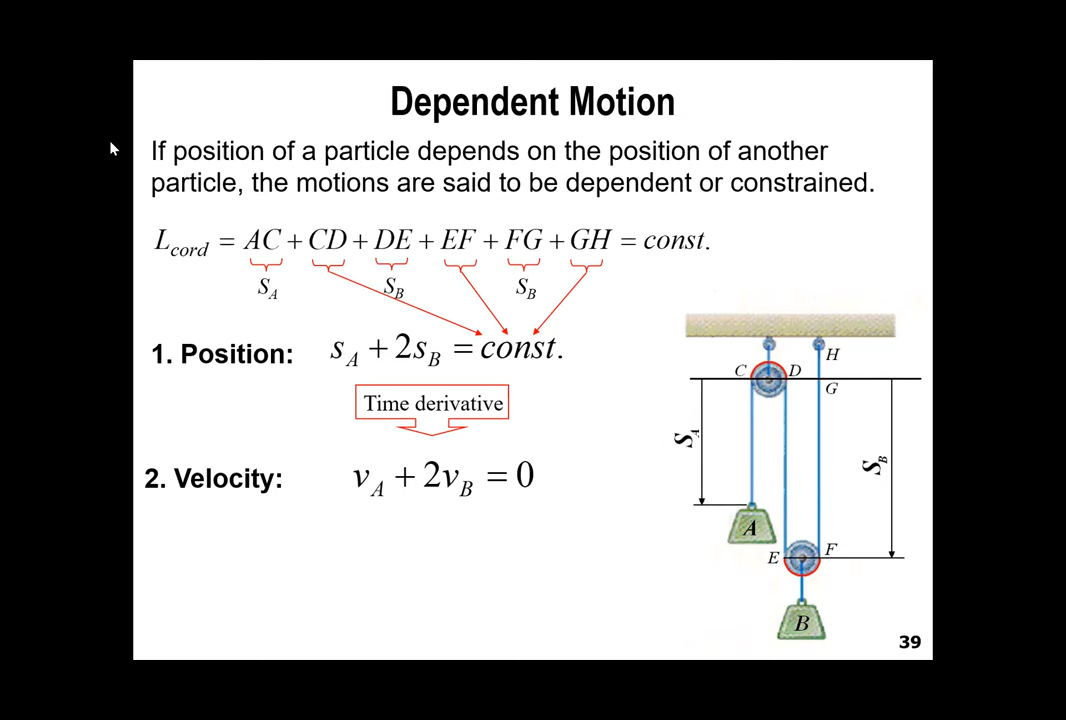 Dependent Motion
If position of a particle depends on the position of another
particle, the motions are said to be dependent or constrained.
L_cord = AC + CD + DE + EF + FG + GH = const.
S_A S_B S_B
1. Position: s_A + 2s_B = const.
Time derivative
2. Velocity: v_A + 2v_B = 0
H
C D
G
S_A
S_B
A
E F
B
39